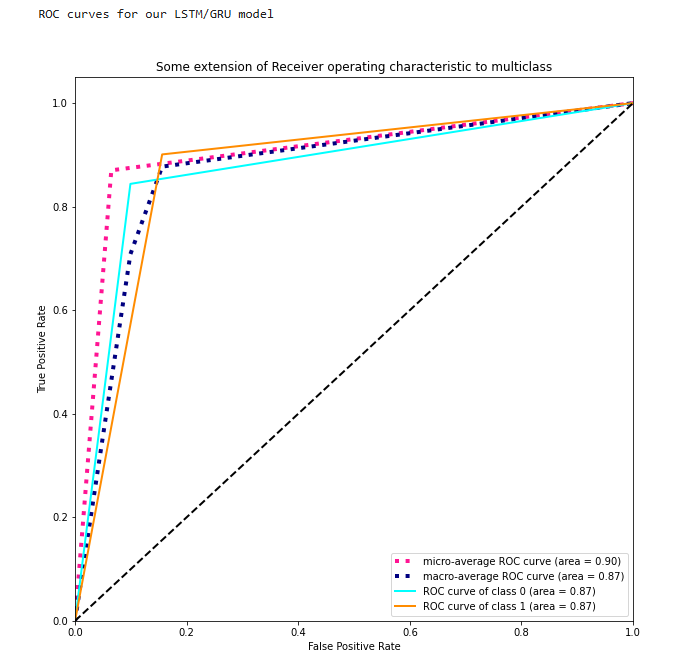 ROC curves for our LSTM/GRU model
Some extension of Receiver operating characteristic to multiclass
1.0
0.8
0.6
0.4
0.2
0.0
True Positive Rate
micro-average ROC curve (area = 0.90)
macro-average ROC curve (area = 0.87)
ROC curve of class 0 (area = 0.87)
ROC curve of class 1 (area = 0.87)
0.0 0.2 0.4 0.6 0.8 1.0
False Positive Rate